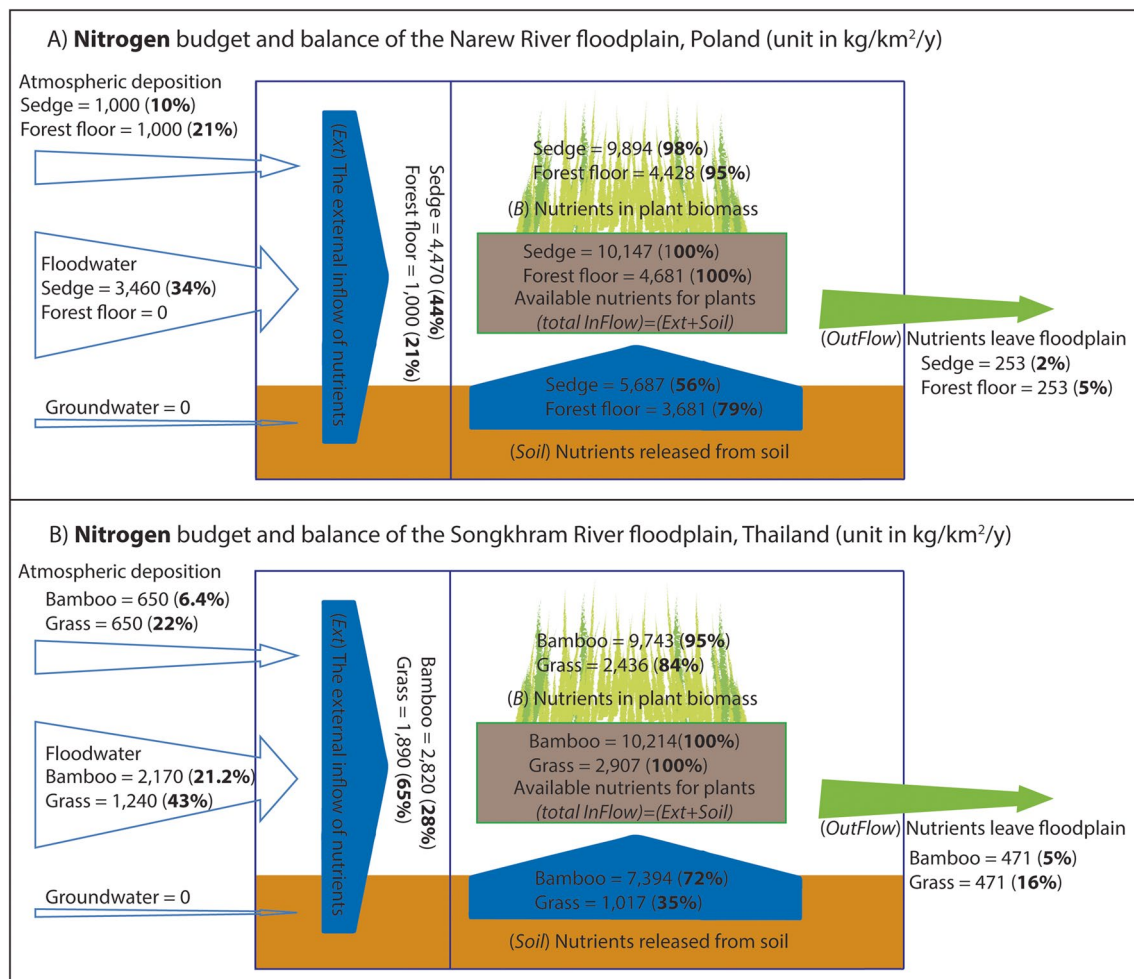 A) Nitrogen budget and balance of the Narew River floodplain, Poland (unit in kg/km²/y)
Atmospheric deposition
Sedge = 1,000 (10%)
Forest floor = 1,000 (21%)
Floodwater
Sedge = 3,460 (34%)
Forest floor = 0
Groundwater = 0
(Ext) The external inflow of nutrients
Sedge = 4,470 (44%)
Forest floor = 1,000 (21%)
Sedge = 9,894 (98%)
Forest floor = 4,428 (95%)
(B) Nutrients in plant biomass
Sedge = 10,147 (100%)
Forest floor = 4,681 (100%)
Available nutrients for plants
(total InFlow)=(Ext+Soil)
Sedge = 5,687 (56%)
Forest floor = 3,681 (79%)
(Soil) Nutrients released from soil
(OutFlow) Nutrients leave floodplain
Sedge = 253 (2%)
Forest floor = 253 (5%)
B) Nitrogen budget and balance of the Songkhram River floodplain, Thailand (unit in kg/km²/y)
Atmospheric deposition
Bamboo = 650 (6.4%)
Grass = 650 (22%)
Floodwater
Bamboo = 2,170 (21.2%)
Grass = 1,240 (43%)
Groundwater = 0
(Ext) The external inflow of nutrients
Bamboo = 2,820 (28%)
Grass = 1,890 (65%)
Bamboo = 9,743 (95%)
Grass = 2,436 (84%)
(B) Nutrients in plant biomass
Bamboo = 10,214(100%)
Grass = 2,907 (100%)
Available nutrients for plants
(total InFlow)=(Ext+Soil)
Bamboo = 7,394 (72%)
Grass = 1,017 (35%)
(Soil) Nutrients released from soil
(OutFlow) Nutrients leave floodplain
Bamboo = 471 (5%)
Grass = 471 (16%)